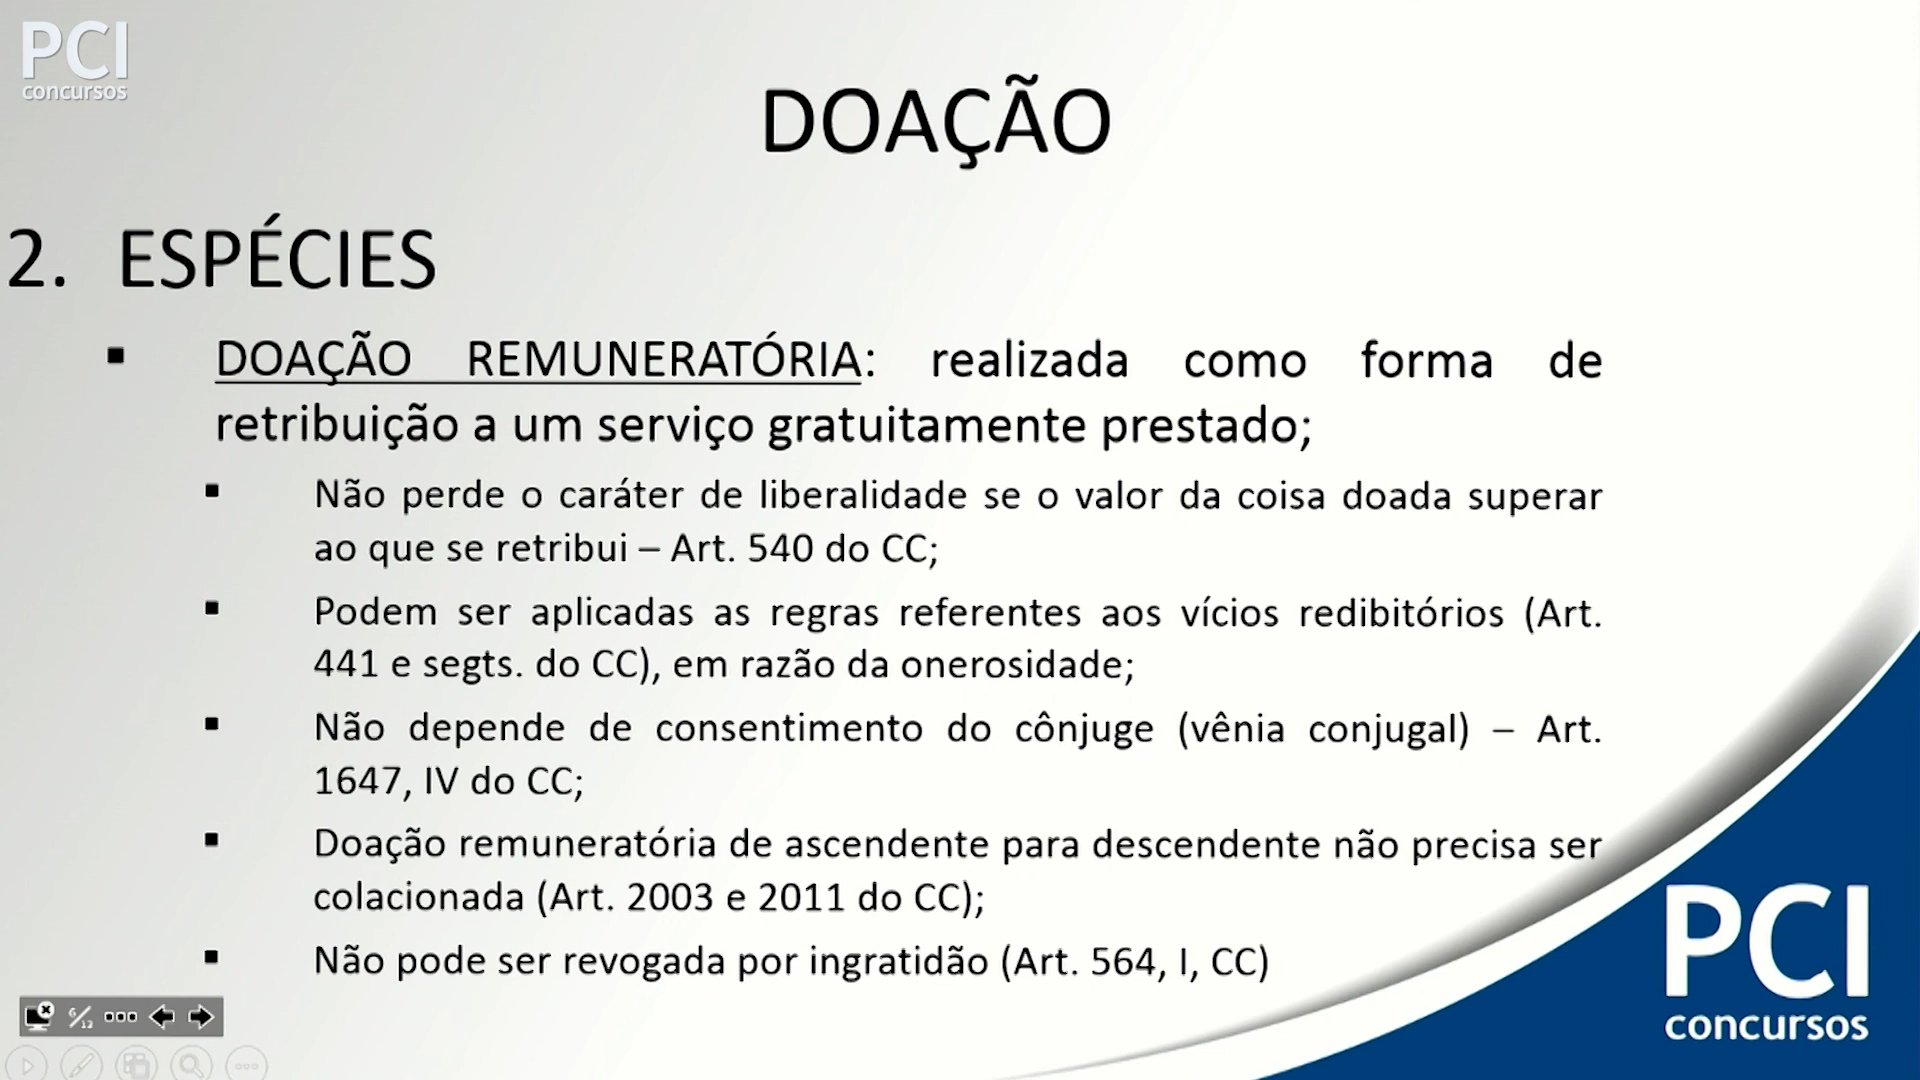 PCI
concursos
DOAÇÃO
2. ESPÉCIES
▪ DOAÇÃO REMUNERATÓRIA: realizada como forma de
retribuição a um serviço gratuitamente prestado;
▪ Não perde o caráter de liberalidade se o valor da coisa doada superar
ao que se retribui – Art. 540 do CC;
▪ Podem ser aplicadas as regras referentes aos vícios redibitórios (Art.
441 e segts. do CC), em razão da onerosidade;
▪ Não depende de consentimento do cônjuge (vênia conjugal) – Art.
1647, IV do CC;
▪ Doação remuneratória de ascendente para descendente não precisa ser
colacionada (Art. 2003 e 2011 do CC);
▪ Não pode ser revogada por ingratidão (Art. 564, I, CC)
6/13
PCI
concursos